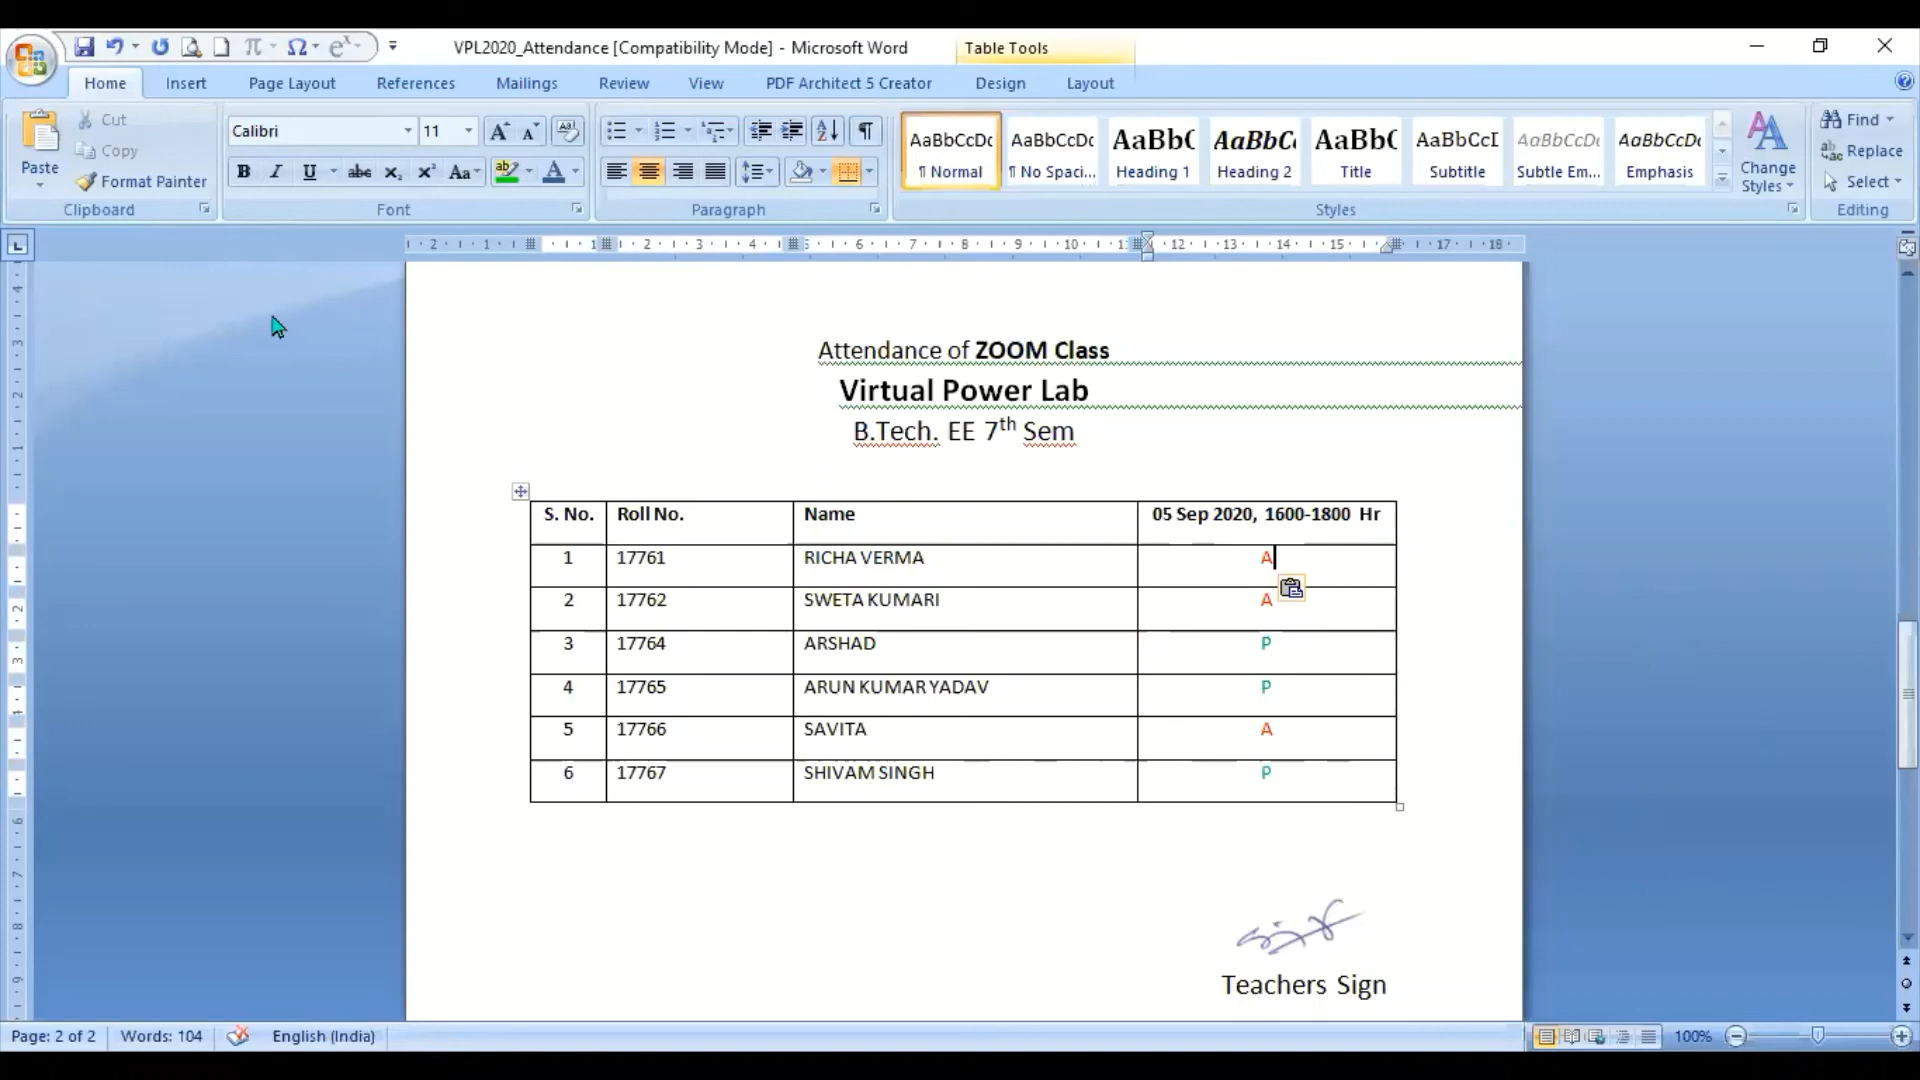 VPL2020_Attendance [Compatibility Mode] - Microsoft Word
Table Tools
Home Insert Page Layout References Mailings Review View PDF Architect 5 Creator Design Layout
Paste
Cut
Copy
Format Painter
Clipboard
Calibri 11
Font
Paragraph
AaBbCcDc AaBbCcDc AaBbC AaBbC AaBbC AaBbCcI AaBbCcDc AaBbCcDc
¶ Normal ¶ No Spaci... Heading 1 Heading 2 Title Subtitle Subtle Em... Emphasis
Styles
Change Styles
Find
Replace
Select
Editing
Attendance of ZOOM Class
Virtual Power Lab
B.Tech. EE 7th Sem
S. No. Roll No. Name 05 Sep 2020, 1600-1800 Hr
1 17761 RICHA VERMA A
2 17762 SWETA KUMARI A
3 17764 ARSHAD P
4 17765 ARUN KUMAR YADAV P
5 17766 SAVITA A
6 17767 SHIVAM SINGH P
Teachers Sign
Page: 2 of 2 Words: 104 English (India) 100%